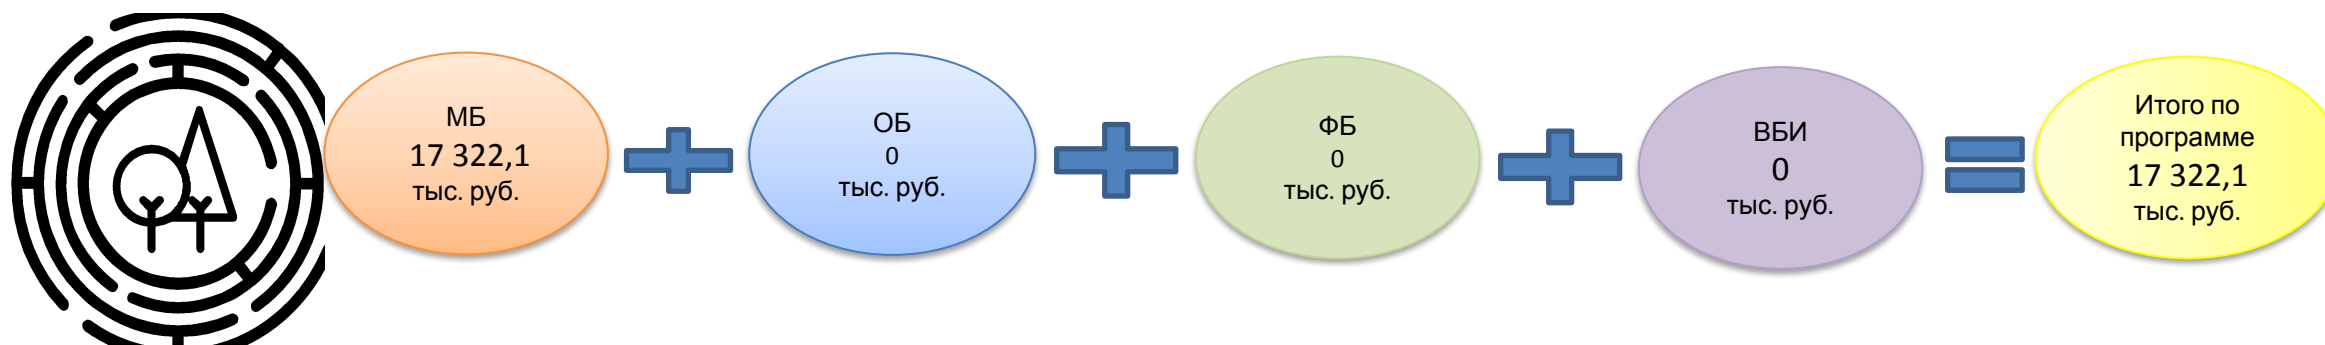 МБ
17 322,1
тыс. руб.
ОБ
0
тыс. руб.
ФБ
0
тыс. руб.
ВБИ
0
тыс. руб.
Итого по
программе
17 322,1
тыс. руб.